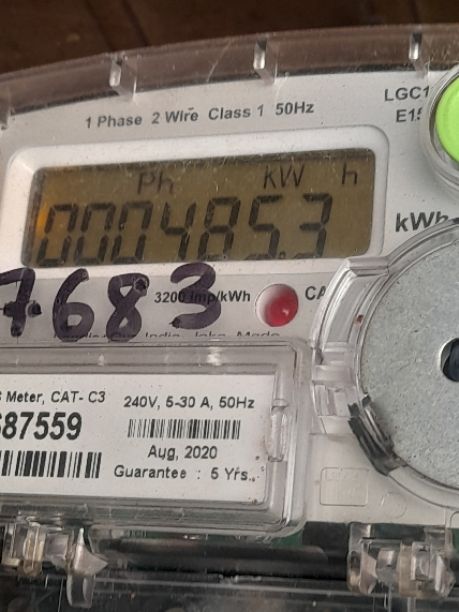 1 Phase 2 Wire Class 1 50Hz
LGC1
E15
Ph kW h
0004853
kWh
7683
3200 imp/kWh
CA
Meter, CAT- C3
87559
240V, 5-30 A, 50Hz
Aug, 2020
Guarantee : 5 Yrs.